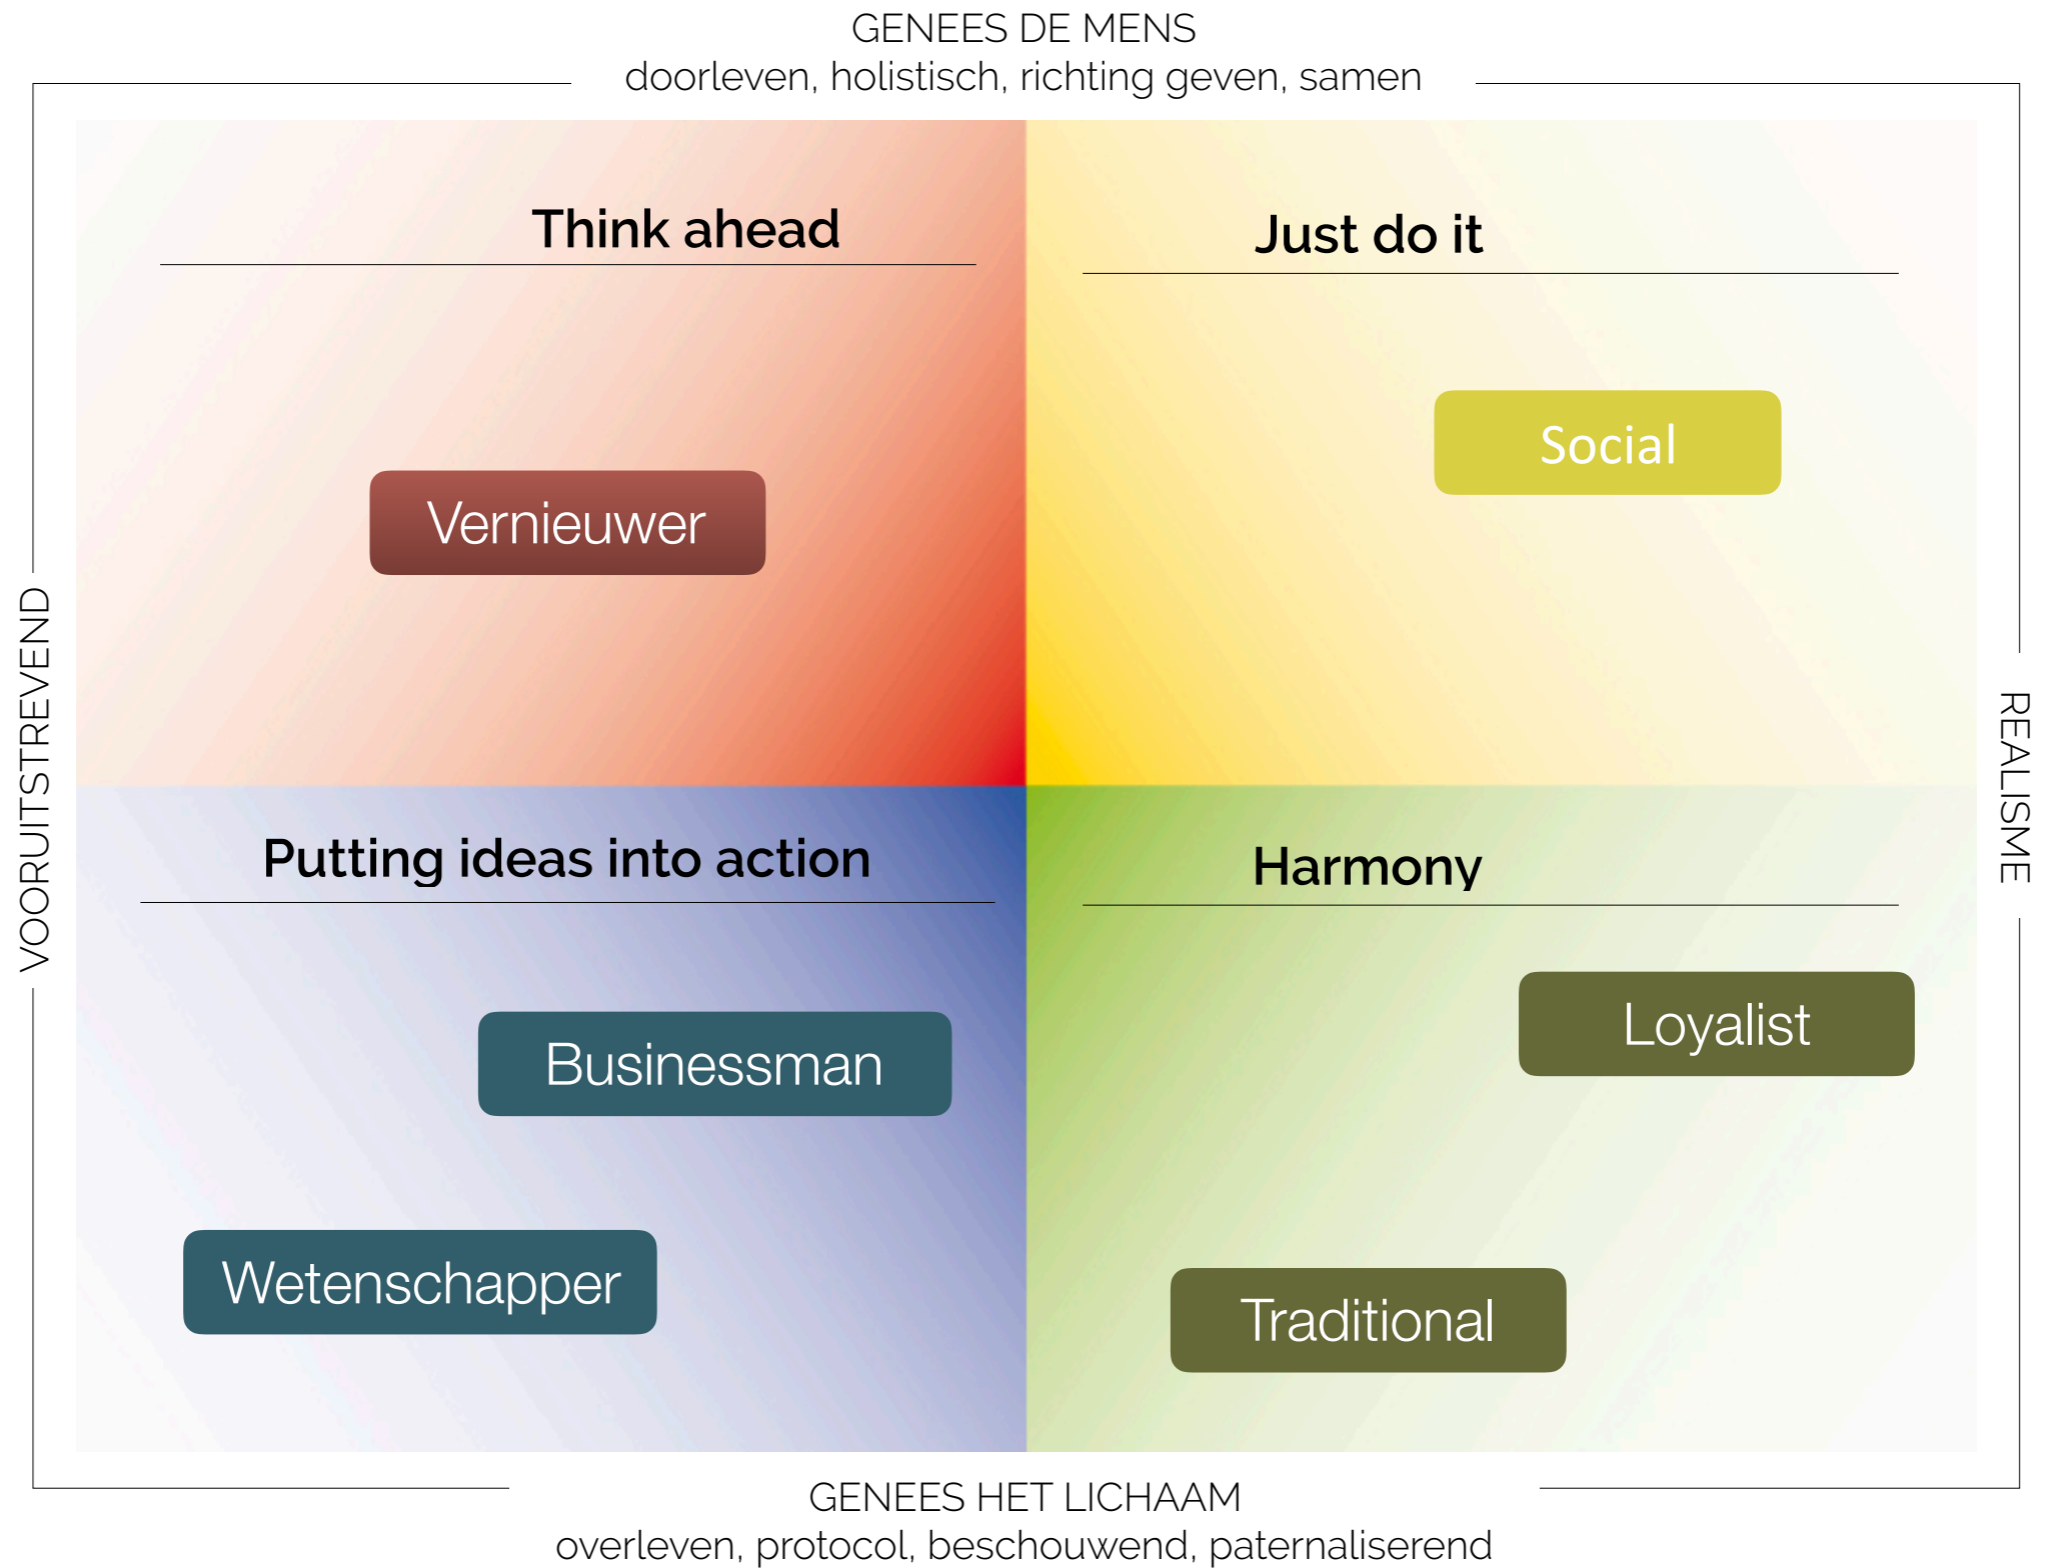 GENEES DE MENS
doorleven, holistisch, richting geven, samen
Think ahead
Just do it
Social
Vernieuwer
VOORUITSTREVEND
REALISME
Putting ideas into action
Harmony
Loyalist
Businessman
Wetenschapper
Traditional
GENEES HET LICHAAM
overleven, protocol, beschouwend, paternaliserend